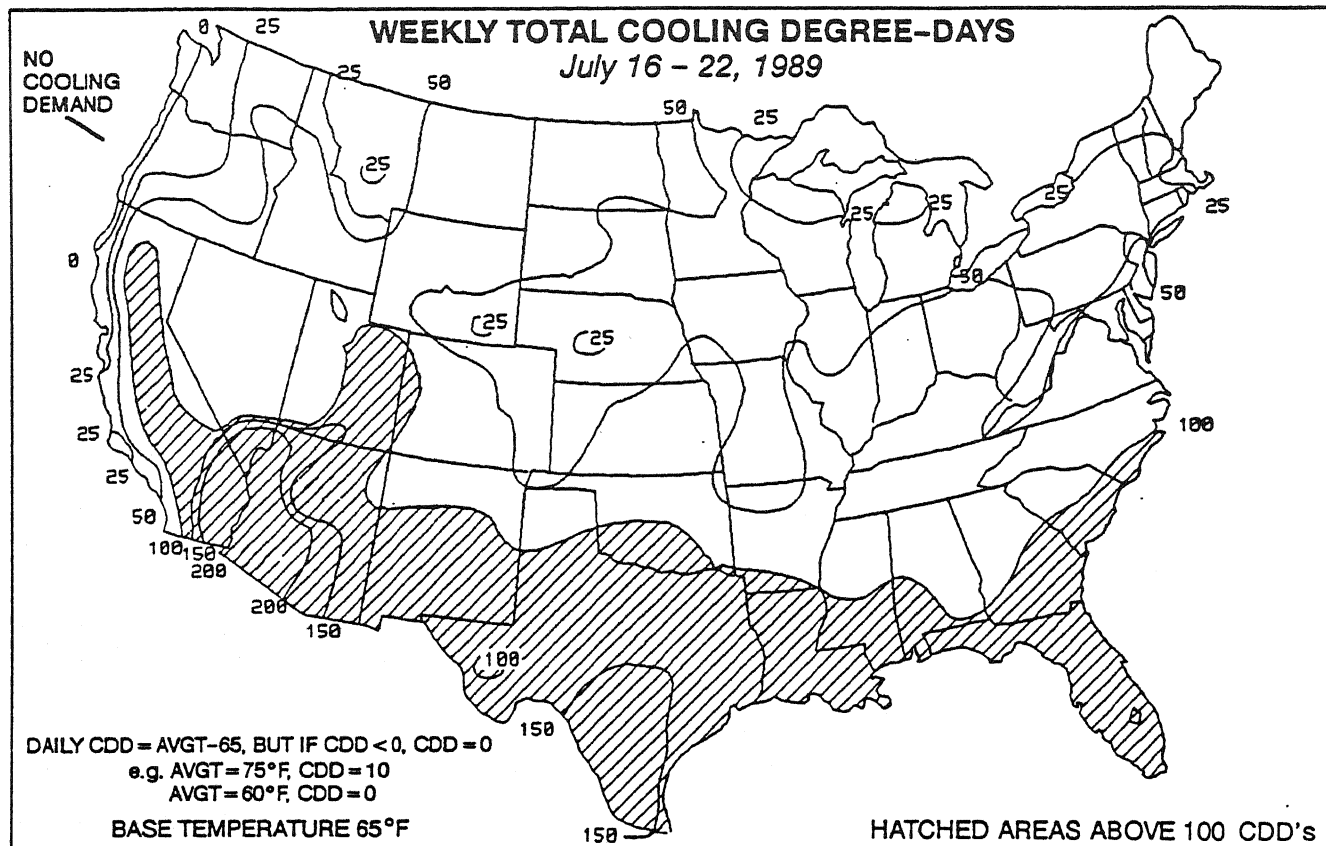 WEEKLY TOTAL COOLING DEGREE-DAYS
July 16 - 22, 1989
NO
COOLING
DEMAND
0
25
25
50
50
25
25
25
25
25
25
0
50
50
25
25
25
25
100
25
50
100
150
200
200
150
100
150
150
DAILY CDD = AVGT-65, BUT IF CDD < 0, CDD = 0
e.g. AVGT = 75°F, CDD = 10
AVGT = 60°F, CDD = 0
BASE TEMPERATURE 65°F
HATCHED AREAS ABOVE 100 CDD's